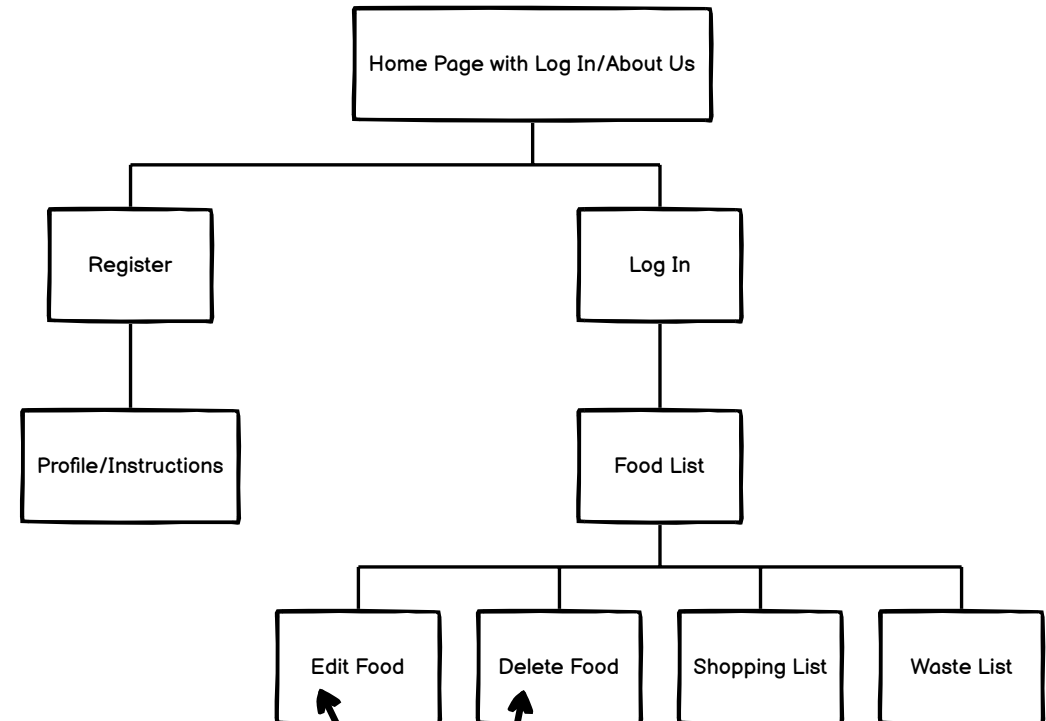 Home Page with Log In/About Us
Register
Log In
Profile/Instructions
Food List
Edit Food
Delete Food
Shopping List
Waste List